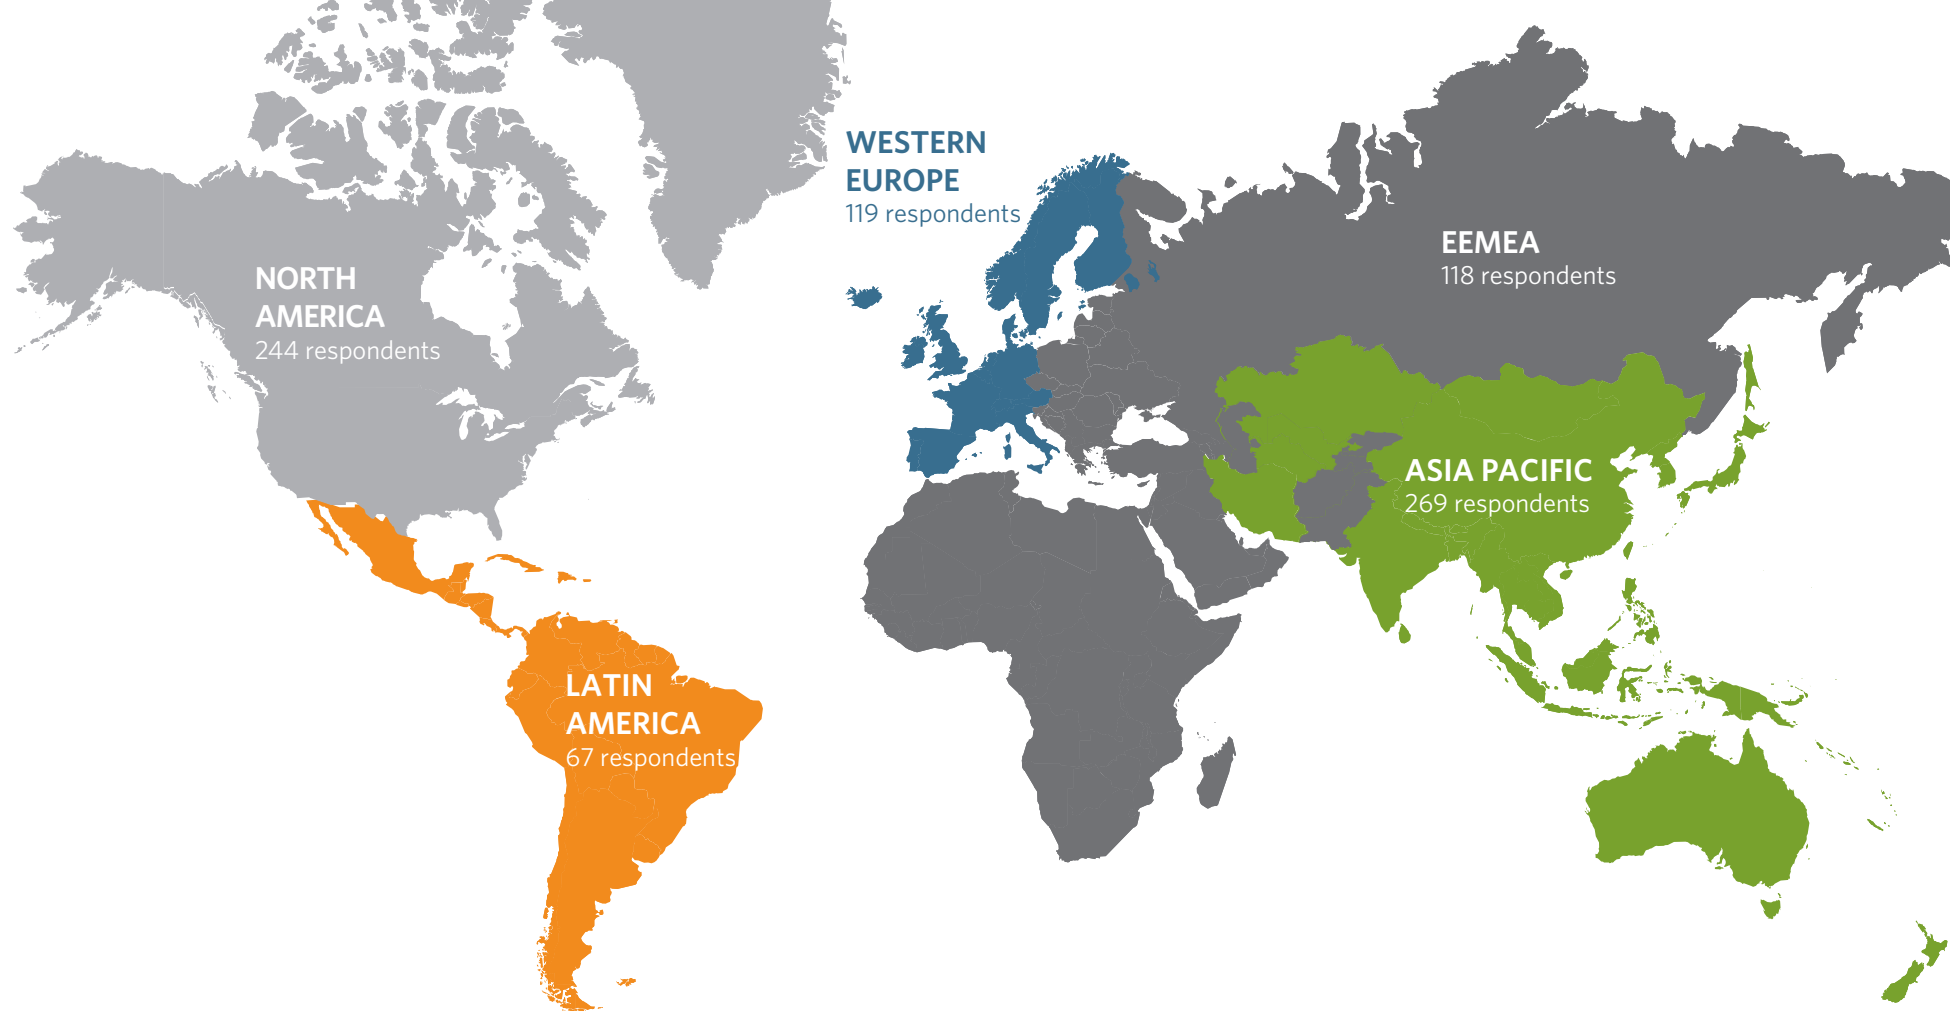 WESTERN
EUROPE
119 respondents
EEMEA
118 respondents
NORTH
AMERICA
244 respondents
ASIA PACIFIC
269 respondents
LATIN
AMERICA
67 respondents